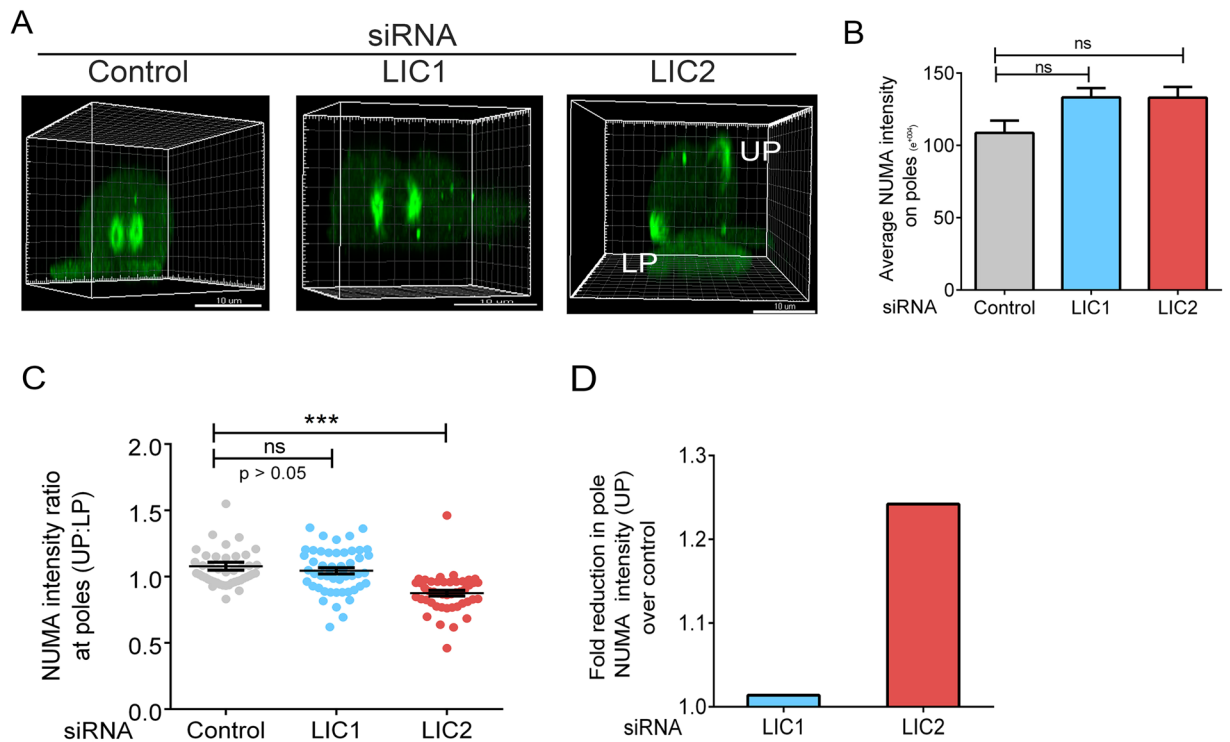 A
siRNA
Control LIC1 LIC2
UP
LP
10 um
10 um
10 um
B
ns
ns
Average NUMA intensity
on poles (e^-004)
150
100
50
0
siRNA Control LIC1 LIC2
C
***
ns
p > 0.05
NUMA intensity ratio
at poles (UP:LP)
2.0
1.5
1.0
0.5
0.0
siRNA Control LIC1 LIC2
D
Fold reduction in pole
NUMA intensity (UP)
over control
1.3
1.2
1.1
1.0
siRNA LIC1 LIC2